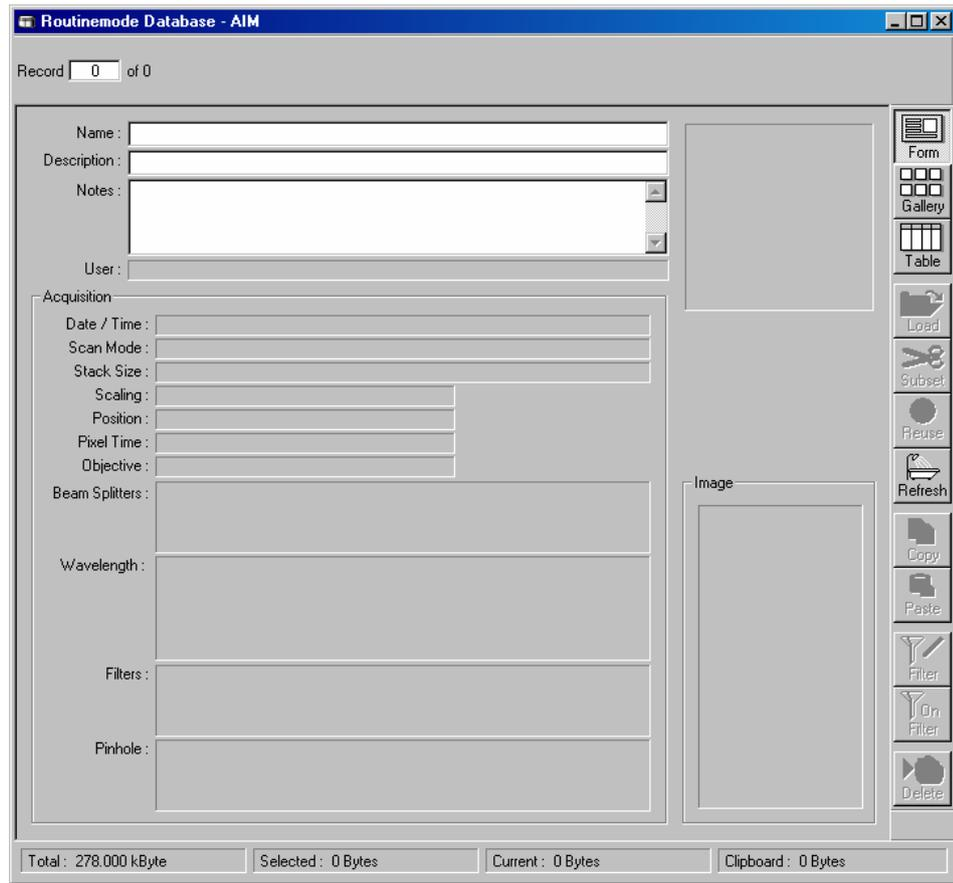 Routinemode Database - AIM
Record 0 of 0
Name :
Description :
Notes :
User :
Acquisition
Date / Time :
Scan Mode :
Stack Size :
Scaling :
Position :
Pixel Time :
Objective :
Beam Splitters :
Wavelength :
Filters :
Pinhole :
Image
Form
Gallery
Table
Load
Subset
Reuse
Refresh
Copy
Paste
Filter
On
Filter
Delete
Total : 278.000 kByte
Selected : 0 Bytes
Current : 0 Bytes
Clipboard : 0 Bytes